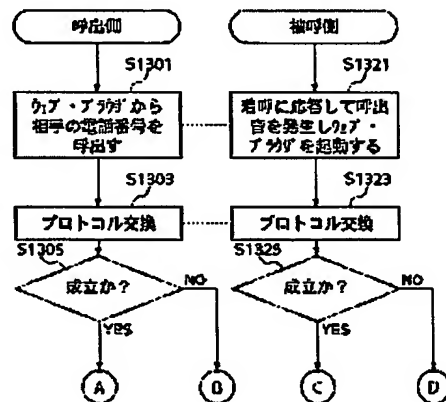 呼出側
被呼側
S1301
S1321
ウェブ・ブラウザから
相手の電話番号を
呼出す
着呼に応答して呼出
音を発生しウェブ・
ブラウザを起動する
S1303
S1323
プロトコル交換
プロトコル交換
S1305
S1325
成立か?
NO
成立か?
NO
YES
YES
A
B
C
D